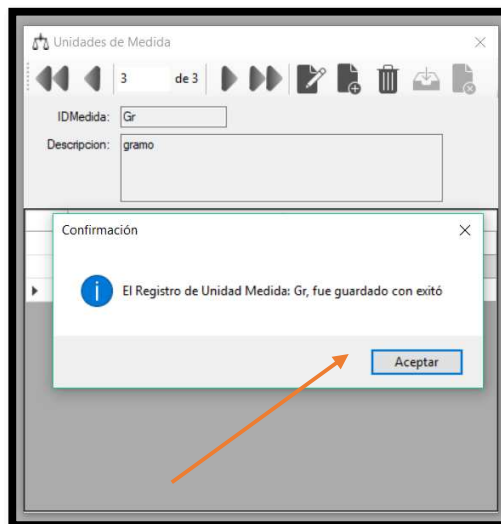 Unidades de Medida
3 de 3
IDMedida: Gr
Descripcion: gramo
Confirmación
El Registro de Unidad Medida: Gr, fue guardado con exitó
Aceptar